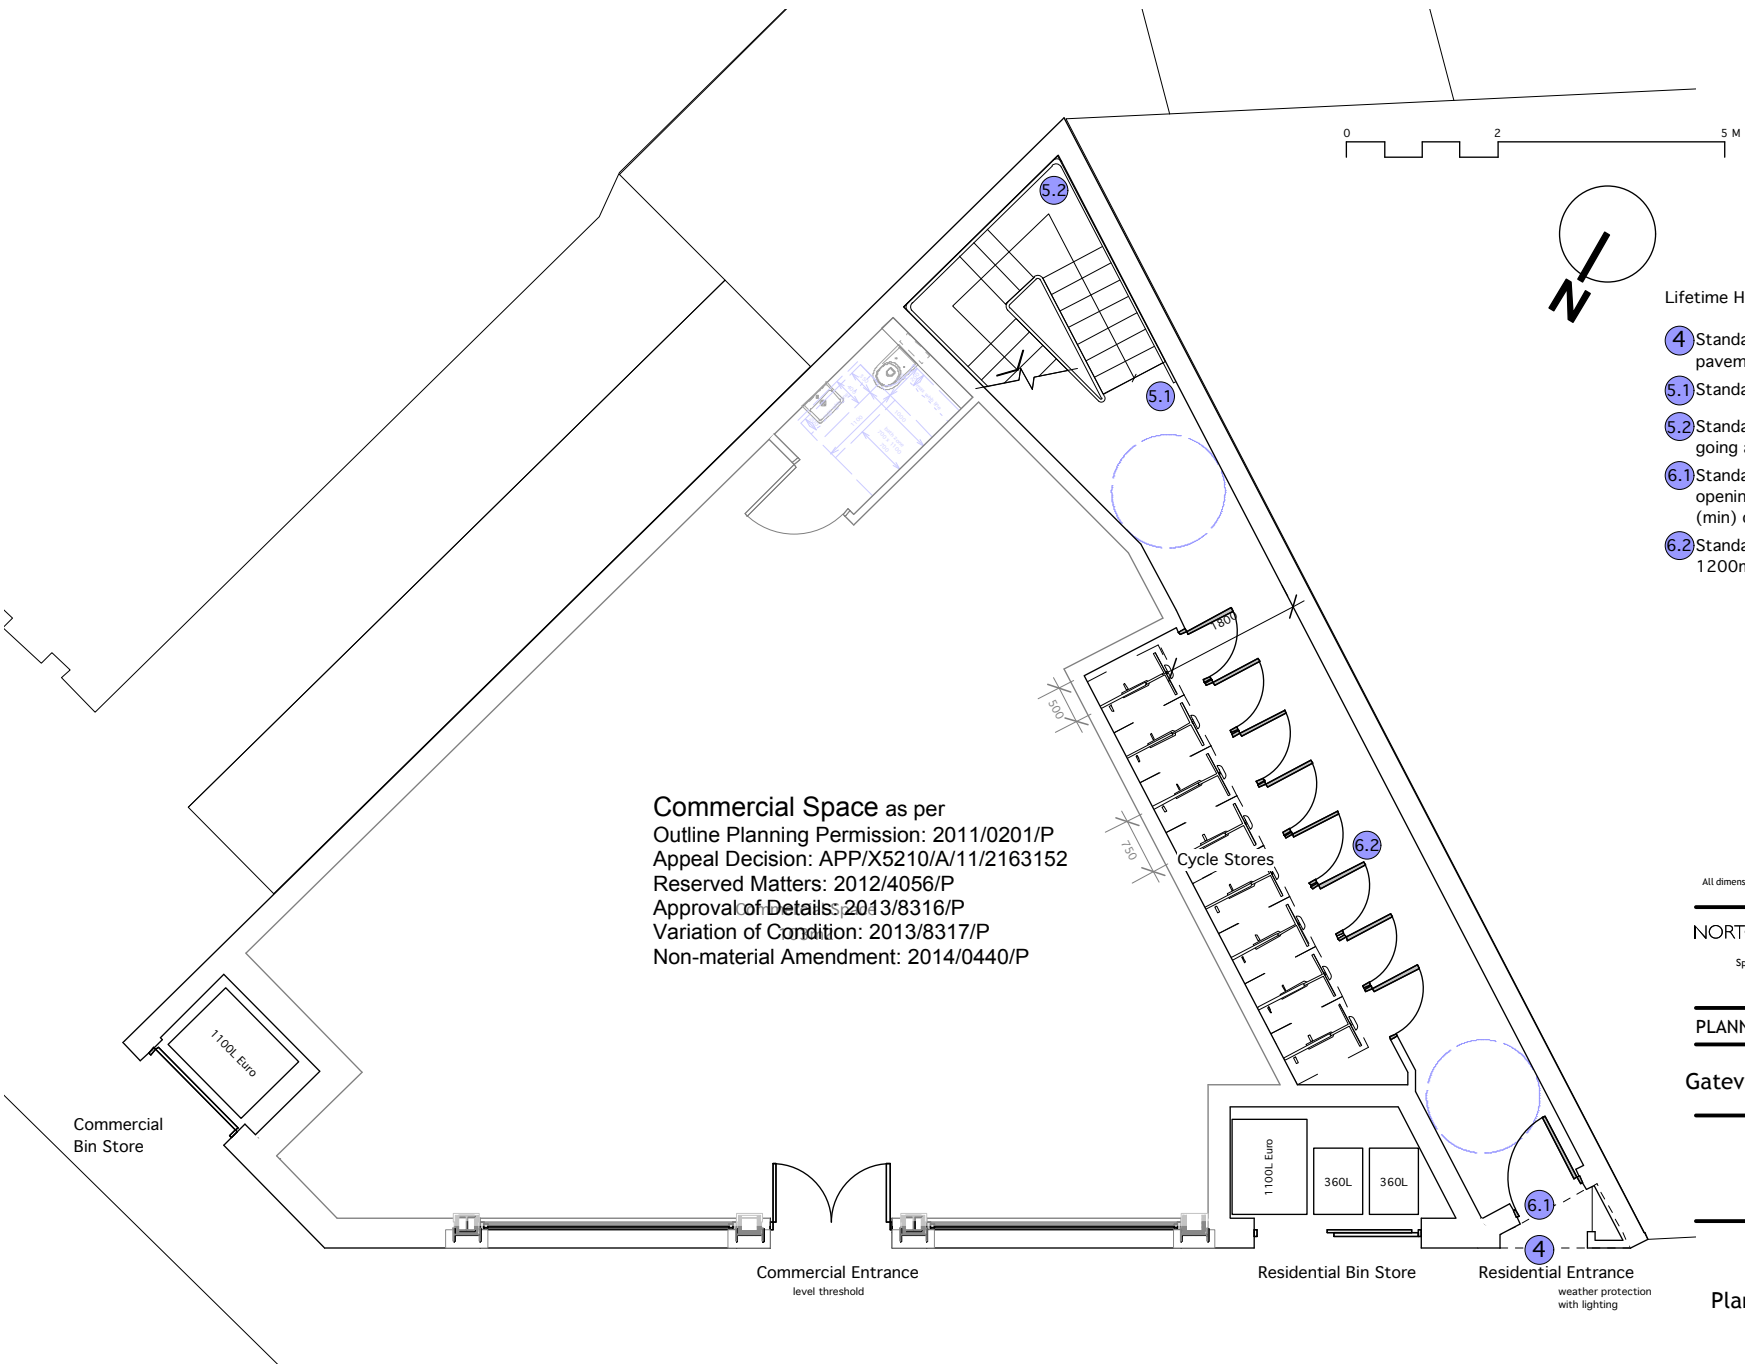 0 2 5 M
5.2
N
Lifetime H
4 Standa
pavem
5.1 Standa
5.2 Standa
going a
6.1 Standa
openin
(min) o
6.2 Standa
1200m
5.1
1800
500
750
Commercial Space as per
Outline Planning Permission: 2011/0201/P
Appeal Decision: APP/X5210/A/11/2163152
Reserved Matters: 2012/4056/P
Approval of Details: 2013/8316/P
Variation of Condition: 2013/8317/P
Non-material Amendment: 2014/0440/P
Cycle Stores
6.2
All dimens
NORT
Sp
PLANN
Gatev
1100L Euro
Commercial
Bin Store
1100L Euro
360L
360L
6.1
4
Commercial Entrance
level threshold
Residential Bin Store
Residential Entrance
weather protection
with lighting
Plan